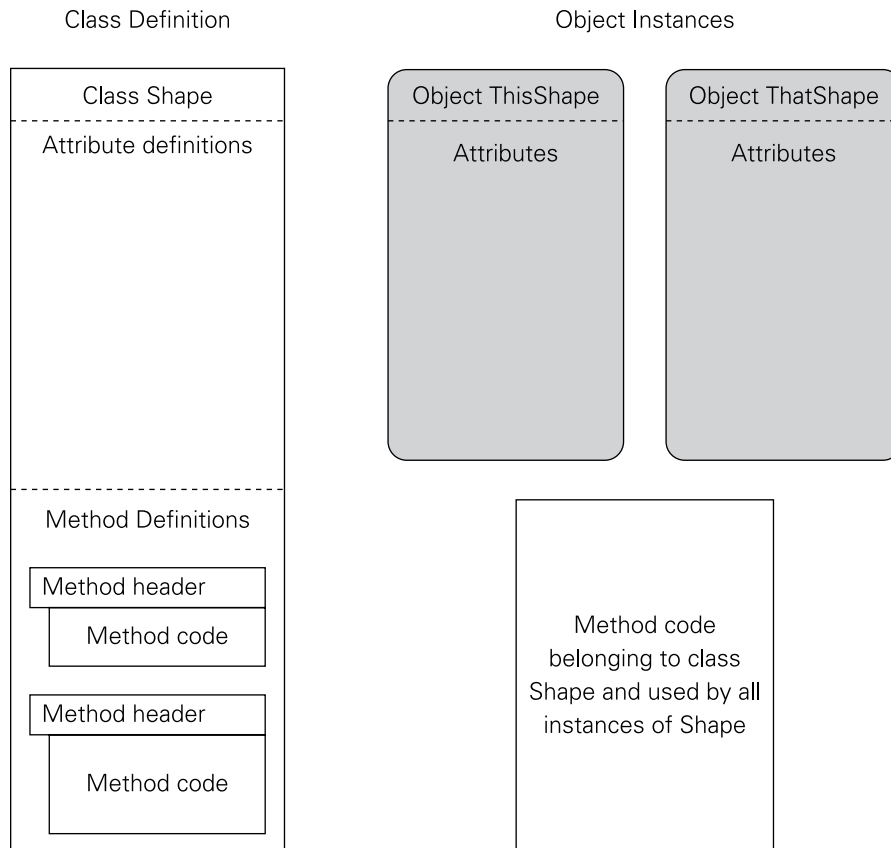 Class Definition
Object Instances
Class Shape
Attribute definitions
Method Definitions
Method header
Method code
Method header
Method code
Object ThisShape
Attributes
Object ThatShape
Attributes
Method code
belonging to class
Shape and used by all
instances of Shape